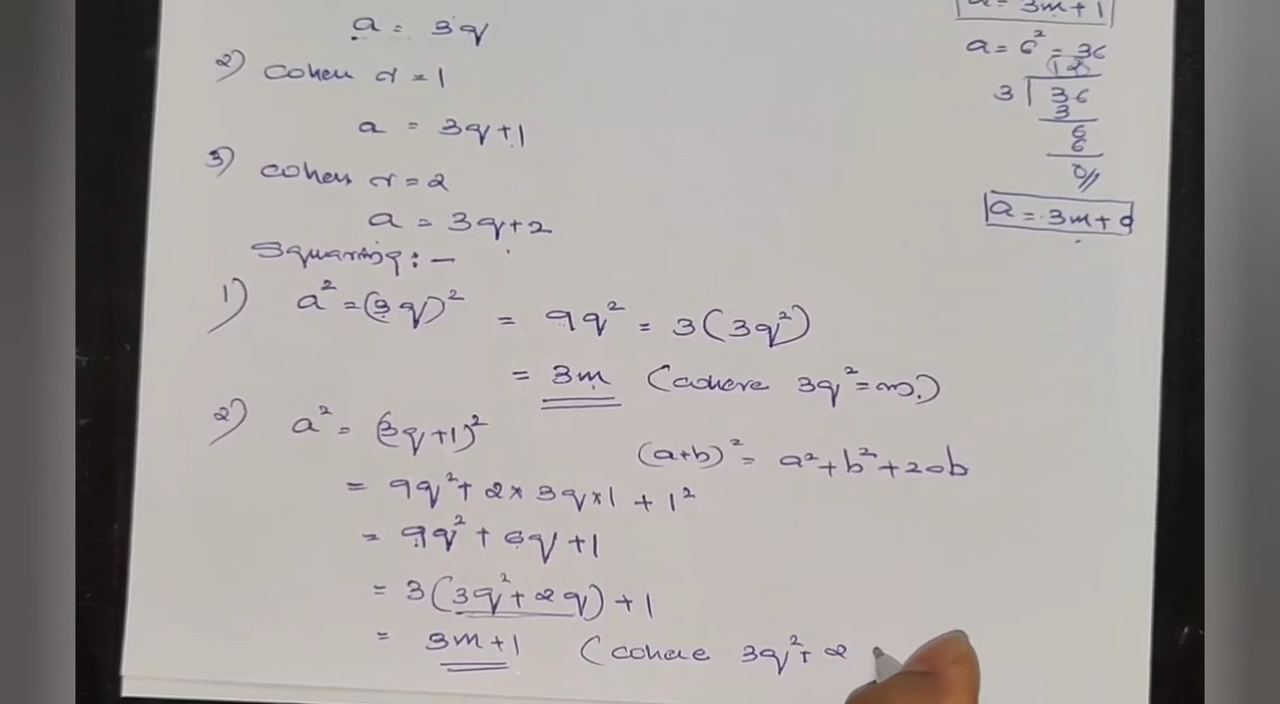 a = 3q
2) when r = 1
a = 3q+1
3) when r = 2
a = 3q+2
Squaring : —
1) a² = (3q)² = 9q² = 3(3q²)
= 3m (where 3q² = m.)
2) a² = (3q+1)²
(a+b)² = a²+b²+2ab
= 9q² + 2×3q×1 + 1²
= 9q² + 6q + 1
= 3(3q²+2q) + 1
= 3m+1 (where 3q²+2
a = 3m+1
a = 6² = 36
12
3 36
3
6
6
0//
a = 3m+0